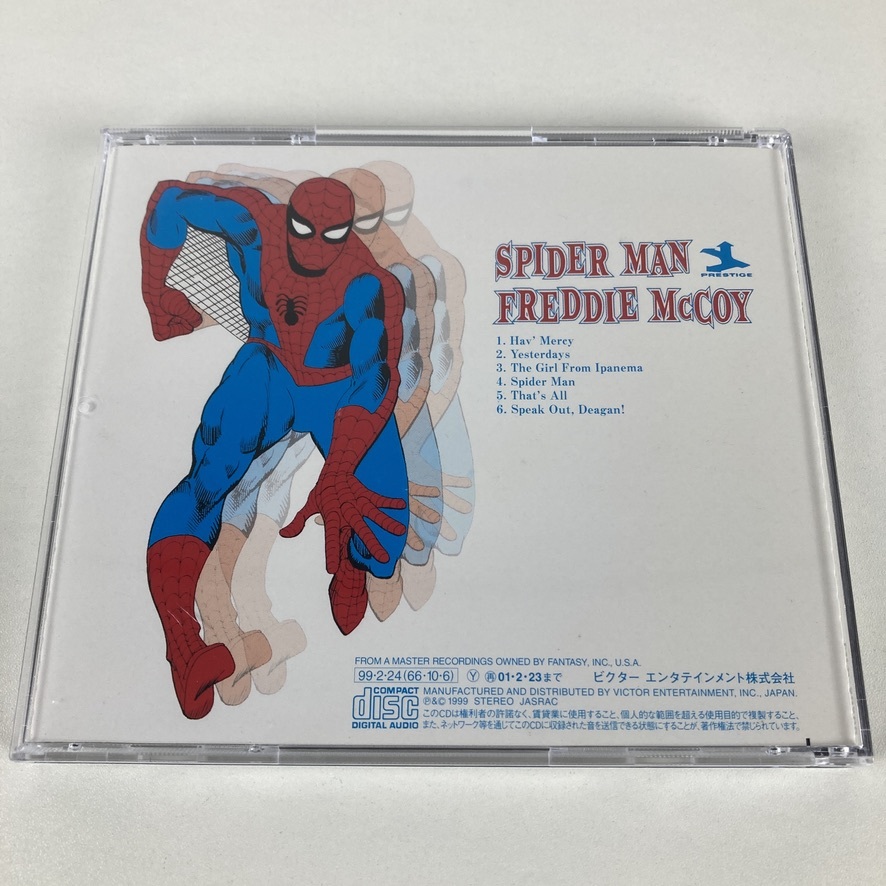 SPIDER MAN
PRESTIGE
FREDDIE McCOY
1. Hav' Mercy
2. Yesterdays
3. The Girl From Ipanema
4. Spider Man
5. That's All
6. Speak Out, Deagan!
FROM A MASTER RECORDINGS OWNED BY FANTASY, INC., U.S.A.
99・2・24(66・10・6) Ⓨ ㊢01・2・23まで ビクター エンタテインメント株式会社
COMPACT disc DIGITAL AUDIO
MANUFACTURED AND DISTRIBUTED BY VICTOR ENTERTAINMENT, INC., JAPAN.
Ⓟ&© 1999 STEREO JASRAC
このCDは権利者の許諾なく、賃貸業に使用すること、個人的な範囲を超える使用目的で複製すること、
また、ネットワーク等を通じてこのCDに収録された音を送信できる状態にすることが、著作権法で禁じられています。